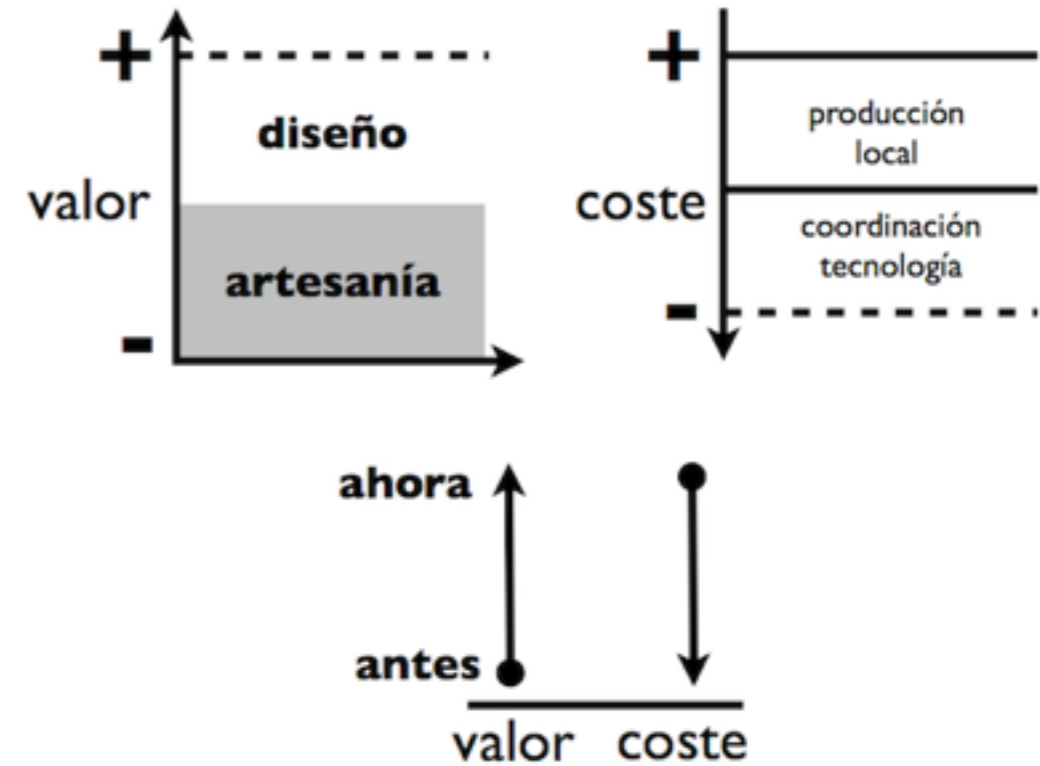 +
diseño
valor
artesanía
-
+
producción
local
coste
coordinación
tecnología
-
ahora
antes
valor coste